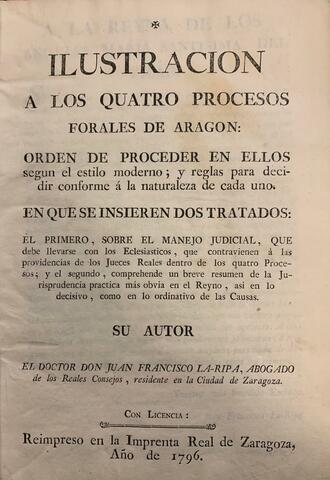 ✠
ILUSTRACION
A LOS QUATRO PROCESOS
FORALES DE ARAGON:
ORDEN DE PROCEDER EN ELLOS
segun el estilo moderno; y reglas para deci-
dir conforme á la naturaleza de cada uno.
EN QUE SE INSIEREN DOS TRATADOS:
EL PRIMERO, SOBRE EL MANEJO JUDICIAL, QUE
debe llevarse con los Eclesiasticos, que contravienen á las
providencias de los Jueces Reales dentro de los quatro Proce-
sos; y el segundo, comprehende un breve resumen de la Ju-
risprudencia practica más obvia en el Reyno, asi en lo
decisivo, como en lo ordinativo de las Causas.
SU AUTOR
EL DOCTOR DON JUAN FRANCISCO LA-RIPA, ABOGADO
de los Reales Consejos, residente en la Ciudad de Zaragoza.
CON LICENCIA:
Reimpreso en la Imprenta Real de Zaragoza,
Año de 1796.